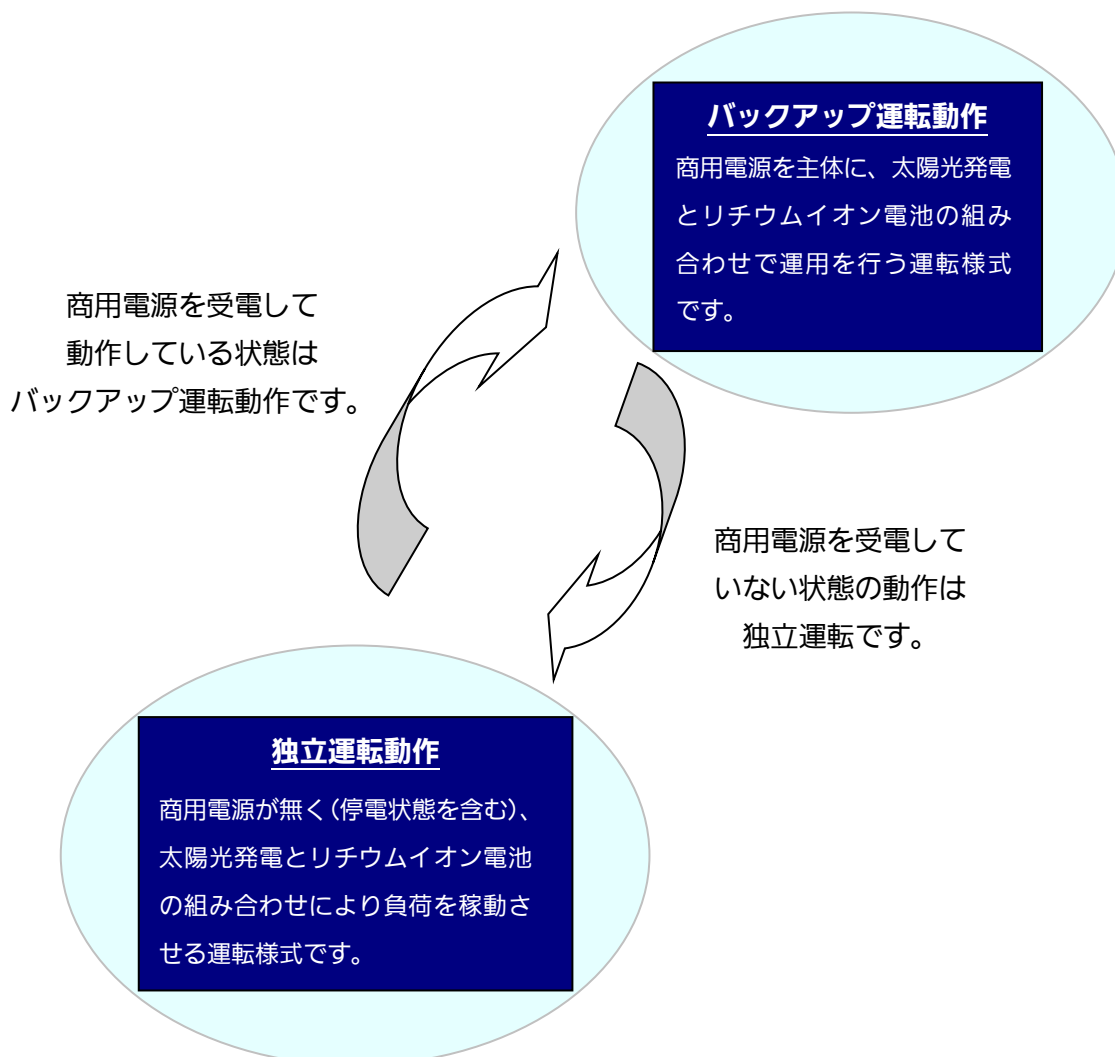 バックアップ運転動作
商用電源を主体に、太陽光発電
とリチウムイオン電池の組み
合わせで運用を行う運転様式
です。
商用電源を受電して
動作している状態は
バックアップ運転動作です。
商用電源を受電して
いない状態の動作は
独立運転です。
独立運転動作
商用電源が無く(停電状態を含む)、
太陽光発電とリチウムイオン電池
の組み合わせにより負荷を稼動さ
せる運転様式です。